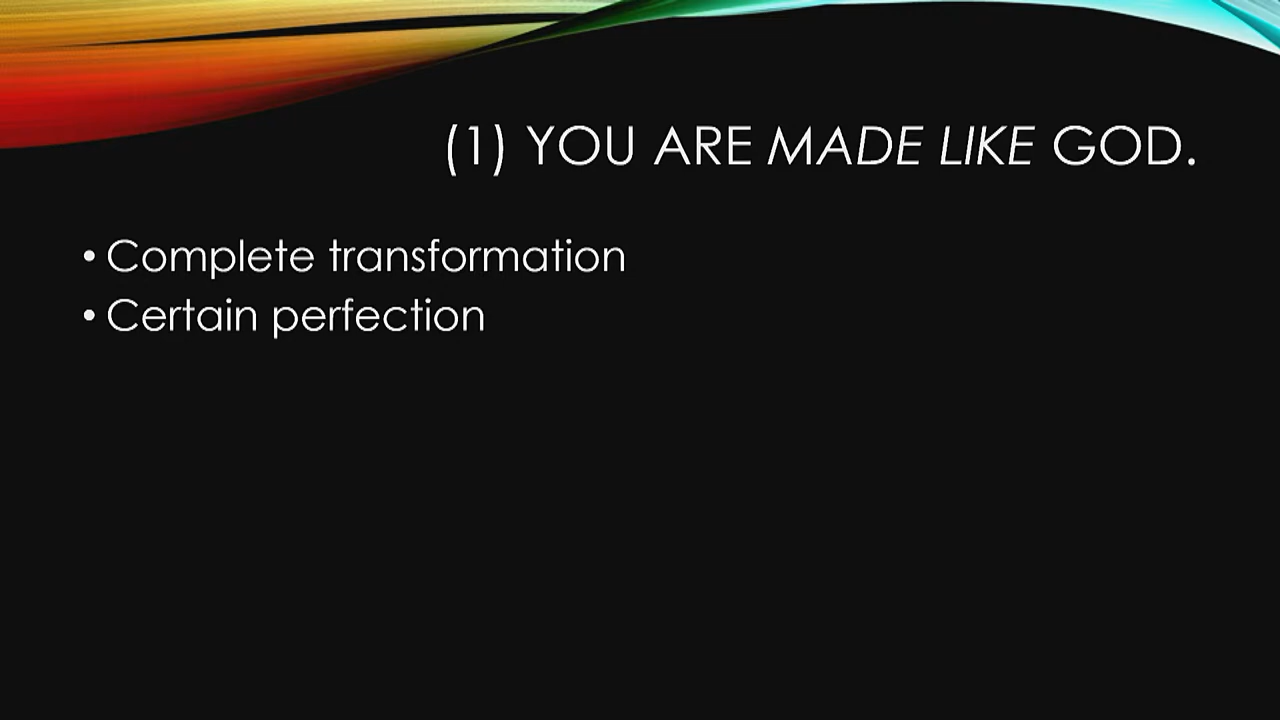 (1) YOU ARE MADE LIKE GOD.
• Complete transformation
• Certain perfection